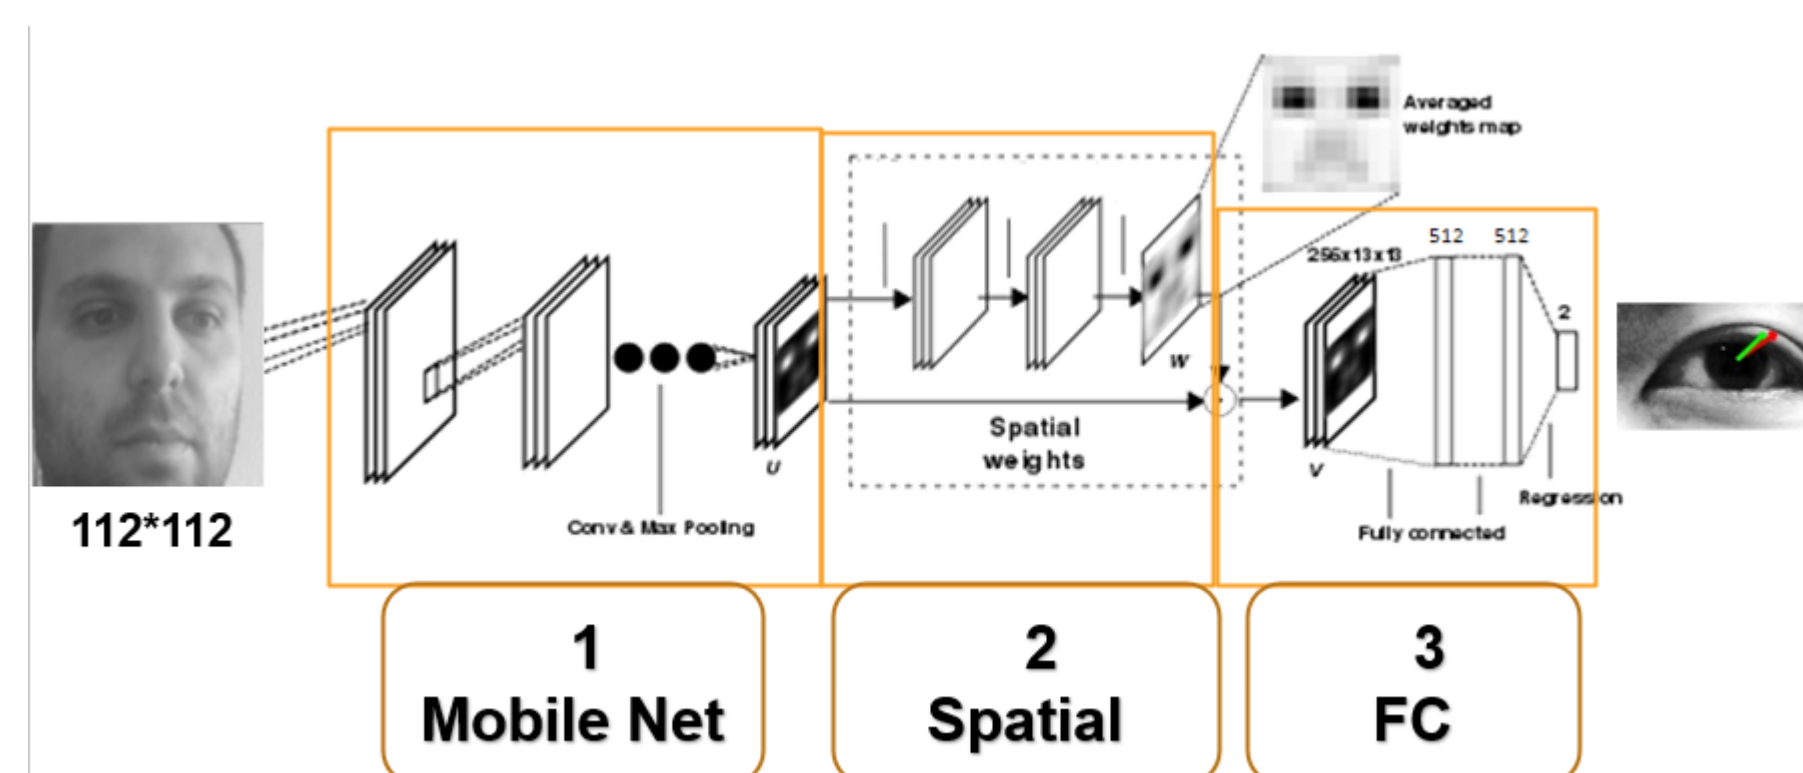 112*112
Conv & Max Pooling
U
Spatial
weights
W
Averaged
weights map
256x13x13
512
512
2
V
Fully connected
Regression
1
Mobile Net
2
Spatial
3
FC